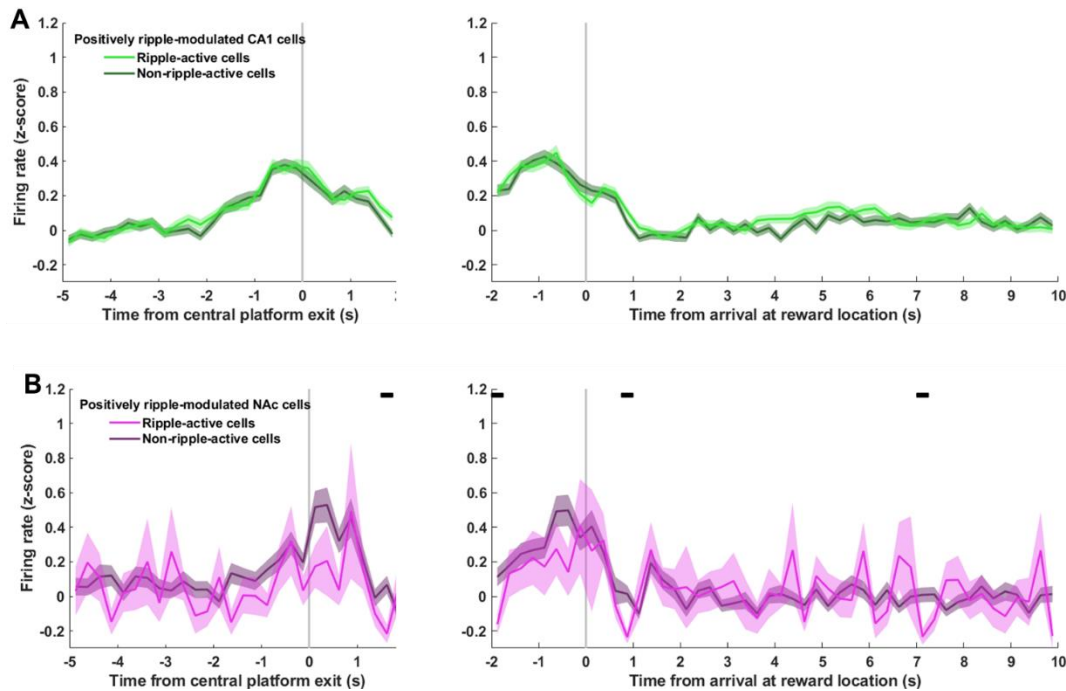 A
Positively ripple-modulated CA1 cells
Ripple-active cells
Non-ripple-active cells
Firing rate (z-score)
1.2
1
0.8
0.6
0.4
0.2
0
-0.2
-5 -4 -3 -2 -1 0 1
Time from central platform exit (s)
1.2
1
0.8
0.6
0.4
0.2
0
-0.2
-2 -1 0 1 2 3 4 5 6 7 8 9 10
Time from arrival at reward location (s)
B
Positively ripple-modulated NAc cells
Ripple-active cells
Non-ripple-active cells
Firing rate (z-score)
1.2
1
0.8
0.6
0.4
0.2
0
-0.2
-5 -4 -3 -2 -1 0 1
Time from central platform exit (s)
1.2
1
0.8
0.6
0.4
0.2
0
-0.2
-2 -1 0 1 2 3 4 5 6 7 8 9 10
Time from arrival at reward location (s)